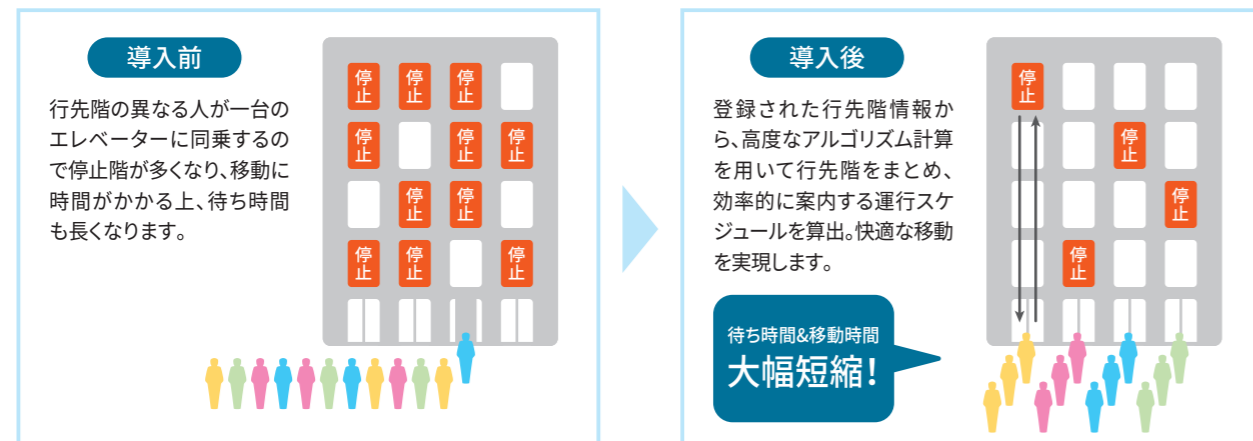 導入前
行先階の異なる人が一台の
エレベーターに同乗するの
で停止階が多くなり、移動に
時間がかかる上、待ち時間
も長くなります。
停止
停止
停止
停止
停止
停止
停止
停止
停止
停止
停止
導入後
登録された行先階情報か
ら、高度なアルゴリズム計算
を用いて行先階をまとめ、
効率的に案内する運行スケ
ジュールを算出。快適な移動
を実現します。
待ち時間&移動時間
大幅短縮！
停止
停止
停止
停止